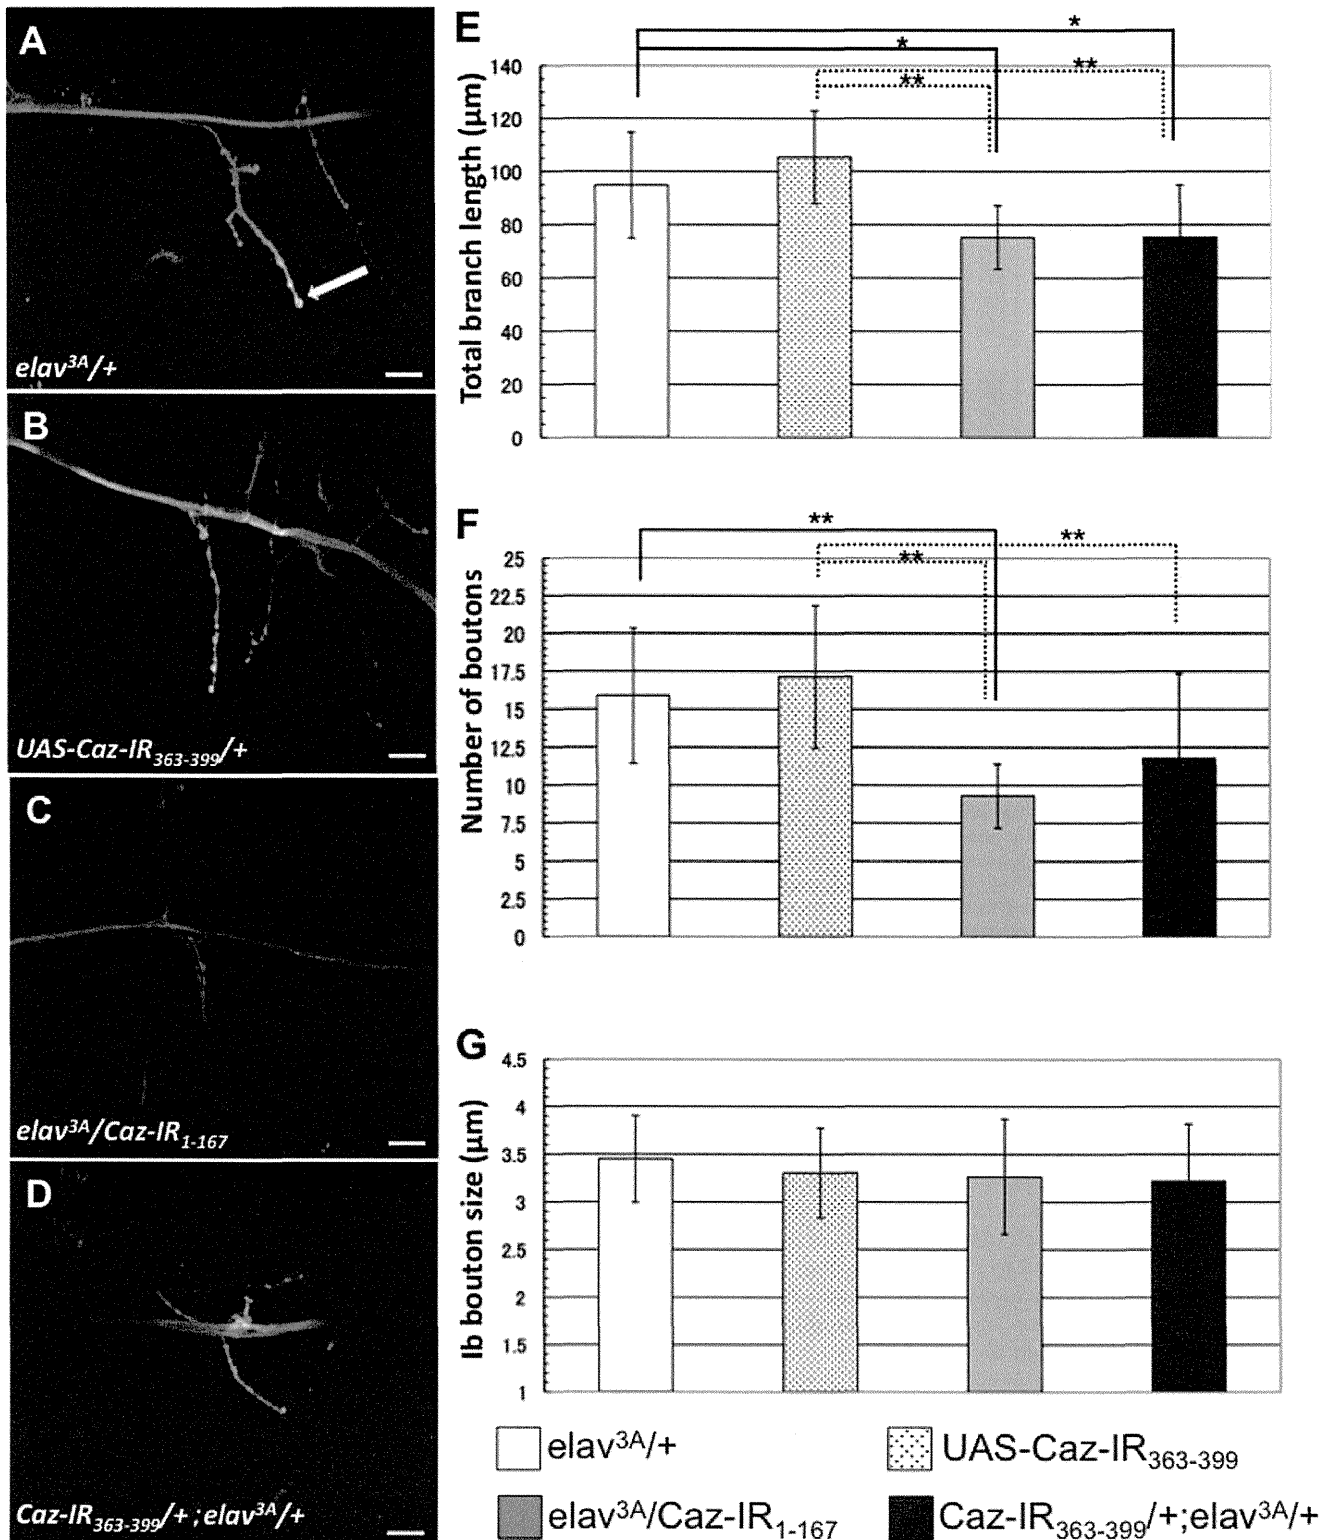 A
elav3A/+
B
UAS-Caz-IR363-399/+
C
elav3A/Caz-IR1-167
D
Caz-IR363-399/+;elav3A/+
E
*
*
**
**
Total branch length (μm)
140
120
100
80
60
40
20
0
F
**
**
**
Number of boutons
25
22.5
20
17.5
15
12.5
10
7.5
5
2.5
0
G
Ib bouton size (μm)
4.5
4
3.5
3
2.5
2
1.5
1
elav3A/+
UAS-Caz-IR363-399
elav3A/Caz-IR1-167
Caz-IR363-399/+;elav3A/+